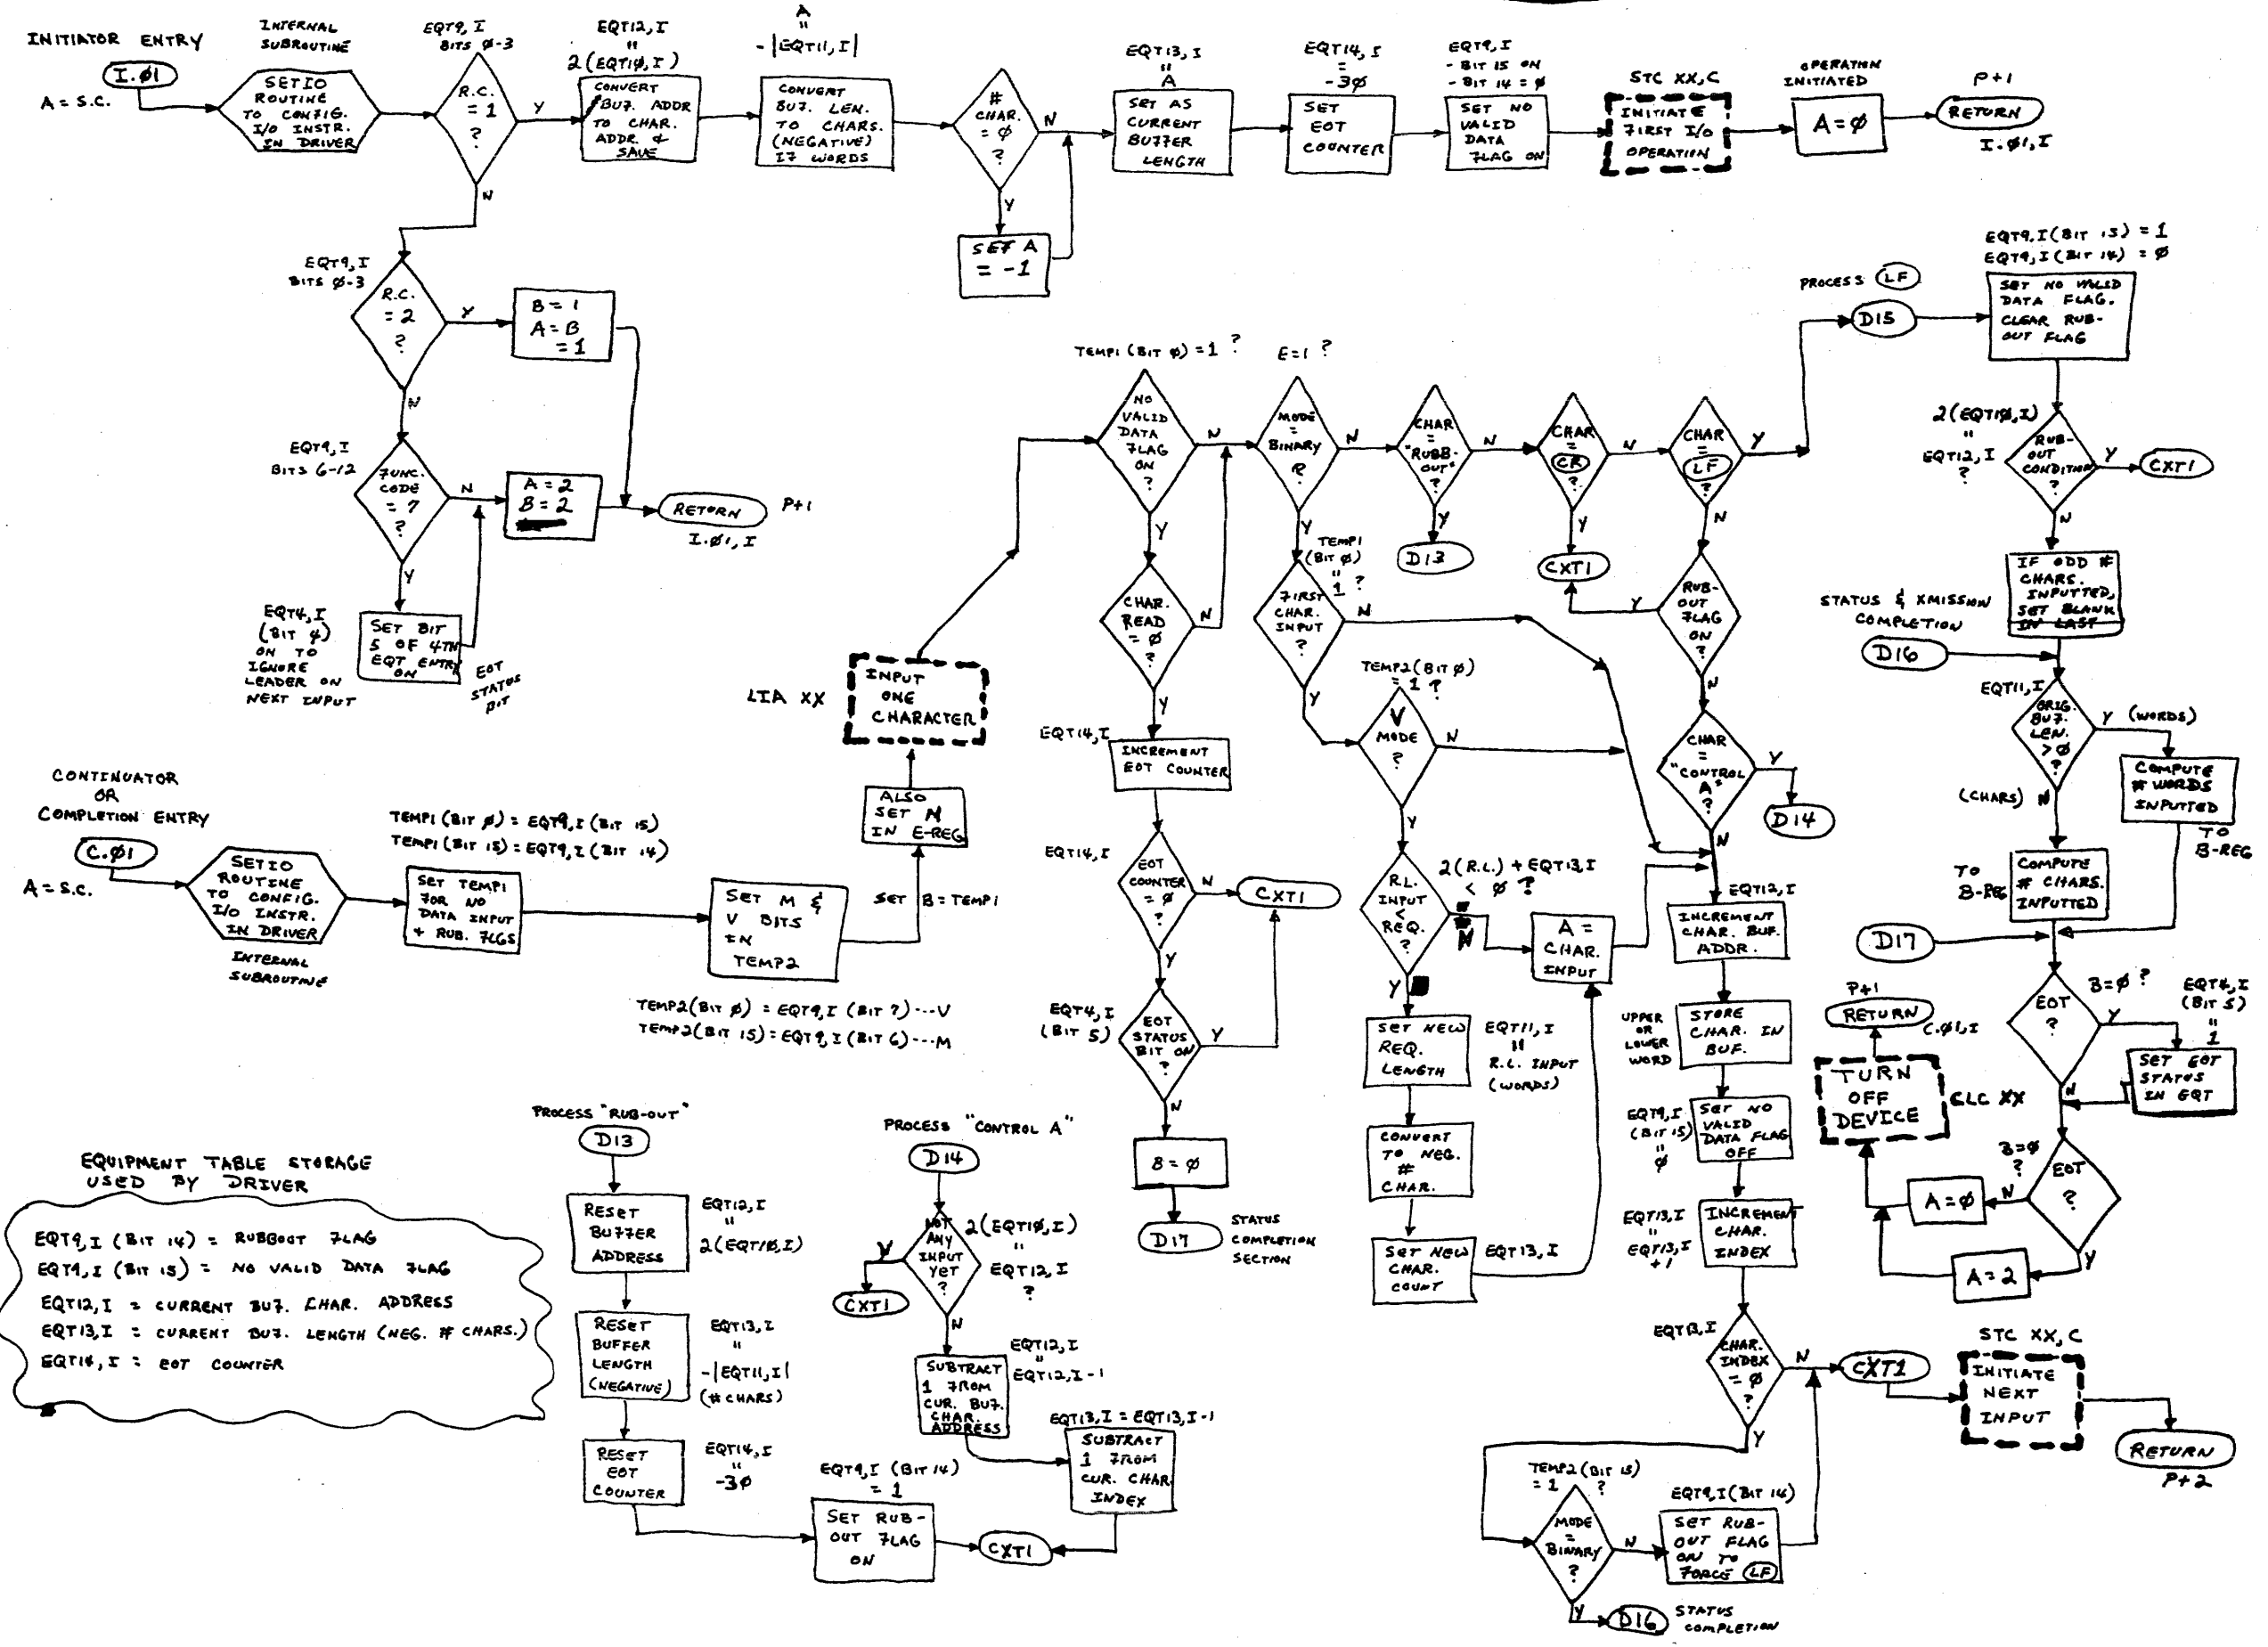 INITIATOR ENTRY
I.Ø1
A = S.C.
INTERNAL
SUBROUTINE
SETIO
ROUTINE
TO CONFIG.
I/O INSTR.
IN DRIVER
EQT9, I
BITS Ø-3
R.C.
= 1
?
Y
N
EQT12, I
"
2(EQT1Ø, I)
CONVERT
BUF. ADDR
TO CHAR.
ADDR. &
SAVE
A
"
-|EQT11, I|
CONVERT
BUF. LEN.
TO CHARS.
(NEGATIVE)
IF WORDS
#
CHAR.
= Ø
?
N
Y
SET A
= -1
EQT13, I
"
A
SET AS
CURRENT
BUFFER
LENGTH
EQT14, I
=
-3Ø
SET
EOT
COUNTER
EQT9, I
- BIT 15 ON
- BIT 14 = Ø
SET NO
VALID
DATA
FLAG ON
STC XX, C
INITIATE
FIRST I/O
OPERATION
OPERATION
INITIATED
A = Ø
P+1
RETURN
I.Ø1, I
EQT9, I
BITS Ø-3
R.C.
= 2
?
Y
N
B = 1
A = B
= 1
EQT9, I
BITS 6-12
FUNC.
CODE
= 7
?
N
Y
A = 2
B = 2
RETURN
P+1
I.Ø1, I
EQT4, I
(BIT 4)
ON TO
IGNORE
LEADER ON
NEXT INPUT
SET BIT
5 OF 4TH
EQT ENTRY
ON
EOT
STATUS
BIT
CONTINUATOR
OR
COMPLETION ENTRY
C.Ø1
A = S.C.
SETIO
ROUTINE
TO CONFIG.
I/O INSTR.
IN DRIVER
INTERNAL
SUBROUTINE
TEMP1 (BIT Ø) = EQT9, I (BIT 15)
TEMP1 (BIT 15) = EQT9, I (BIT 14)
SET TEMP1
FOR NO
DATA INPUT
+ RUB. FLGS
SET M &
V BITS
IN
TEMP2
TEMP2 (BIT Ø) = EQT9, I (BIT 7) ... V
TEMP2 (BIT 15) = EQT9, I (BIT 6) ... M
SET B = TEMP1
ALSO
SET M
IN E-REG
LIA XX
INPUT
ONE
CHARACTER
TEMP1 (BIT Ø) = 1 ?
NO
VALID
DATA
FLAG
ON
?
N
Y
CHAR.
READ
= Ø
?
N
Y
EQT14, I
INCREMENT
EOT COUNTER
EQT14, I
EOT
COUNTER
= Ø
?
N
CXT1
Y
EQT4, I
(BIT 5)
EOT
STATUS
BIT ON
?
Y
N
B = Ø
D17
STATUS
COMPLETION
SECTION
E=1 ?
MODE
=
BINARY
?
N
Y
TEMP1
(BIT Ø)
"
1 ?
FIRST
CHAR.
INPUT
?
N
Y
TEMP2 (BIT Ø)
= 1 ?
V
MODE
?
N
Y
R.L.
INPUT
<
REQ.
?
2(R.L.) + EQT13, I
< Ø ?
N
Y
A =
CHAR.
INPUT
SET NEW
REQ.
LENGTH
EQT11, I
"
R.L. INPUT
(WORDS)
CONVERT
TO NEG.
#
CHAR.
SET NEW
CHAR.
COUNT
EQT13, I
CHAR
=
"RUBB-
OUT"
?
N
Y
D13
CHAR
=
CR
?
N
Y
CXT1
CHAR
=
LF
?
Y
N
RUB-
OUT
FLAG
ON
?
Y
N
CHAR
=
"CONTROL
A"
?
Y
D14
N
EQT12, I
INCREMENT
CHAR. BUF.
ADDR.
UPPER
OR
LOWER
WORD
STORE
CHAR. IN
BUF.
EQT9, I
(BIT 15)
"
Ø
SET NO
VALID
DATA FLAG
OFF
EQT13, I
"
EQT13, I
+1
INCREMENT
CHAR.
INDEX
EQT13, I
CHAR.
INDEX
= Ø
?
N
CXT1
Y
STC XX, C
INITIATE
NEXT
INPUT
RETURN
P+2
TEMP2 (BIT 15)
= 1 ?
MODE
=
BINARY
?
N
EQT9, I (BIT 14)
SET RUB-
OUT FLAG
ON TO
FORCE LF
Y
D16
STATUS
COMPLETION
PROCESS LF
D15
EQT9, I (BIT 15) = 1
EQT9, I (BIT 14) = Ø
SET NO VALID
DATA FLAG.
CLEAR RUB-
OUT FLAG
2(EQT1Ø, I)
"
EQT12, I
?
RUB-
OUT
CONDITION
?
Y
CXT1
N
IF ODD #
CHARS.
INPUTTED,
SET BLANK
IN LAST
STATUS & XMISSION
COMPLETION
D16
EQT11, I
ORIG.
BUF.
LEN.
> Ø
?
Y (WORDS)
COMPUTE
# WORDS
INPUTTED
TO
B-REG
(CHARS) N
TO
B-REG
COMPUTE
# CHARS.
INPUTTED
D17
B=Ø ?
EOT
?
Y
N
EQT4, I
(BIT 5)
"
1
SET EOT
STATUS
IN EQT
B=Ø
?
EOT
?
N
A = Ø
Y
A = 2
P+1
RETURN
C.Ø1, I
TURN
OFF
DEVICE
CLC XX
PROCESS "RUB-OUT"
D13
RESET
BUFFER
ADDRESS
EQT12, I
"
2(EQT1Ø, I)
RESET
BUFFER
LENGTH
(NEGATIVE)
EQT13, I
"
-|EQT11, I|
(# CHARS)
RESET
EOT
COUNTER
EQT14, I
"
-3Ø
EQT9, I (BIT 14)
= 1
SET RUB-
OUT FLAG
ON
CXT1
PROCESS "CONTROL A"
D14
NOT
ANY
INPUT
YET
?
2(EQT1Ø, I)
"
EQT12, I
?
Y
CXT1
N
SUBTRACT
1 FROM
CUR. BUF.
CHAR.
ADDRESS
EQT12, I
"
EQT12, I-1
EQT13, I = EQT13, I-1
SUBTRACT
1 FROM
CUR. CHAR
INDEX
EQUIPMENT TABLE STORAGE
USED BY DRIVER
EQT9, I (BIT 14) = RUBBOUT FLAG
EQT9, I (BIT 15) = NO VALID DATA FLAG
EQT12, I = CURRENT BUF. CHAR. ADDRESS
EQT13, I = CURRENT BUF. LENGTH (NEG. # CHARS.)
EQT14, I = EOT COUNTER